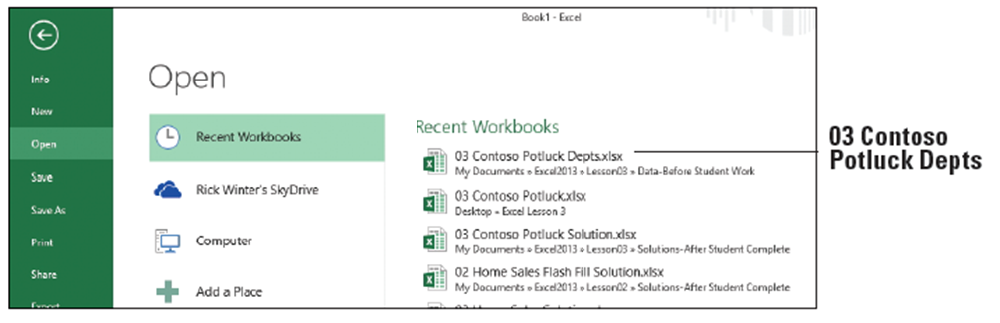 Book1 - Excel
Info
New
Open
Save
Save As
Print
Share
Export
Open
Recent Workbooks
Rick Winter's SkyDrive
Computer
Add a Place
Recent Workbooks
03 Contoso Potluck Depts.xlsx
My Documents » Excel2013 » Lesson03 » Data-Before Student Work
03 Contoso Potluck.xlsx
Desktop » Excel Lesson 3
03 Contoso Potluck Solution.xlsx
My Documents » Excel2013 » Lesson03 » Solutions-After Student Complete
02 Home Sales Flash Fill Solution.xlsx
My Documents » Excel2013 » Lesson02 » Solutions-After Student Complete
03 Contoso
Potluck Depts